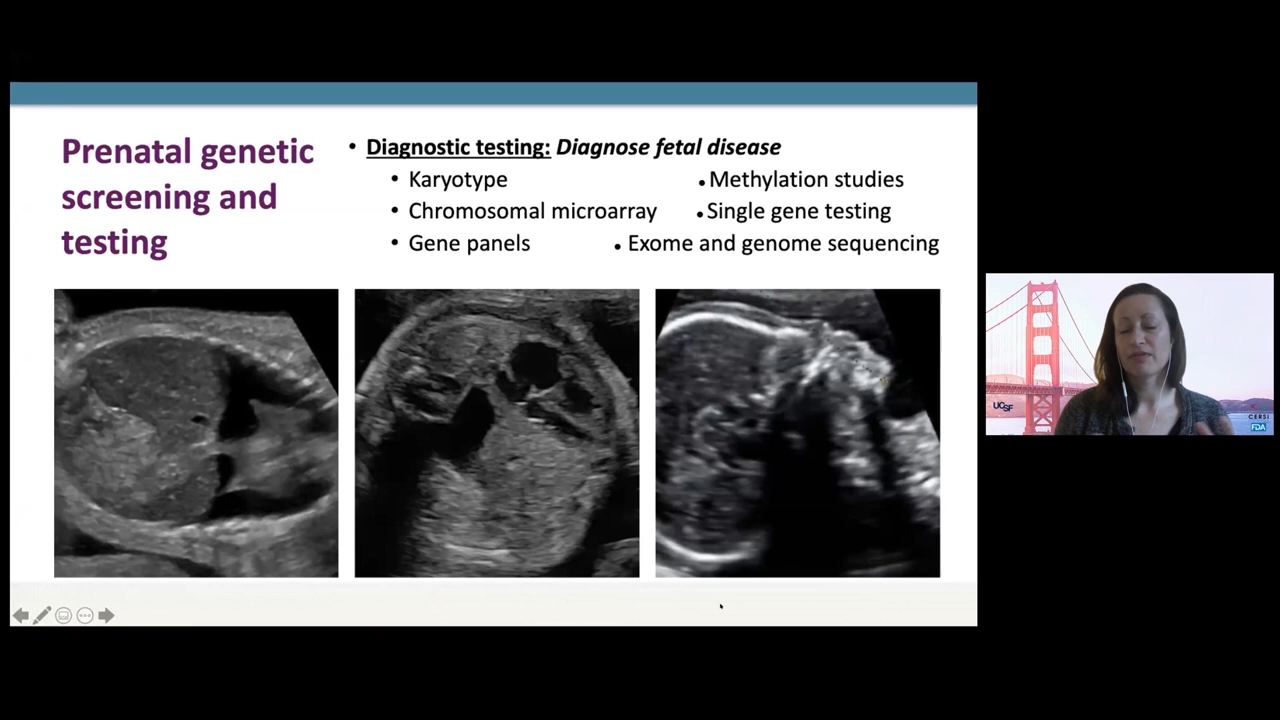 Prenatal genetic
screening and
testing
• Diagnostic testing: Diagnose fetal disease
• Karyotype
• Methylation studies
• Chromosomal microarray
• Single gene testing
• Gene panels
• Exome and genome sequencing
UCSF
CERSI
FDA